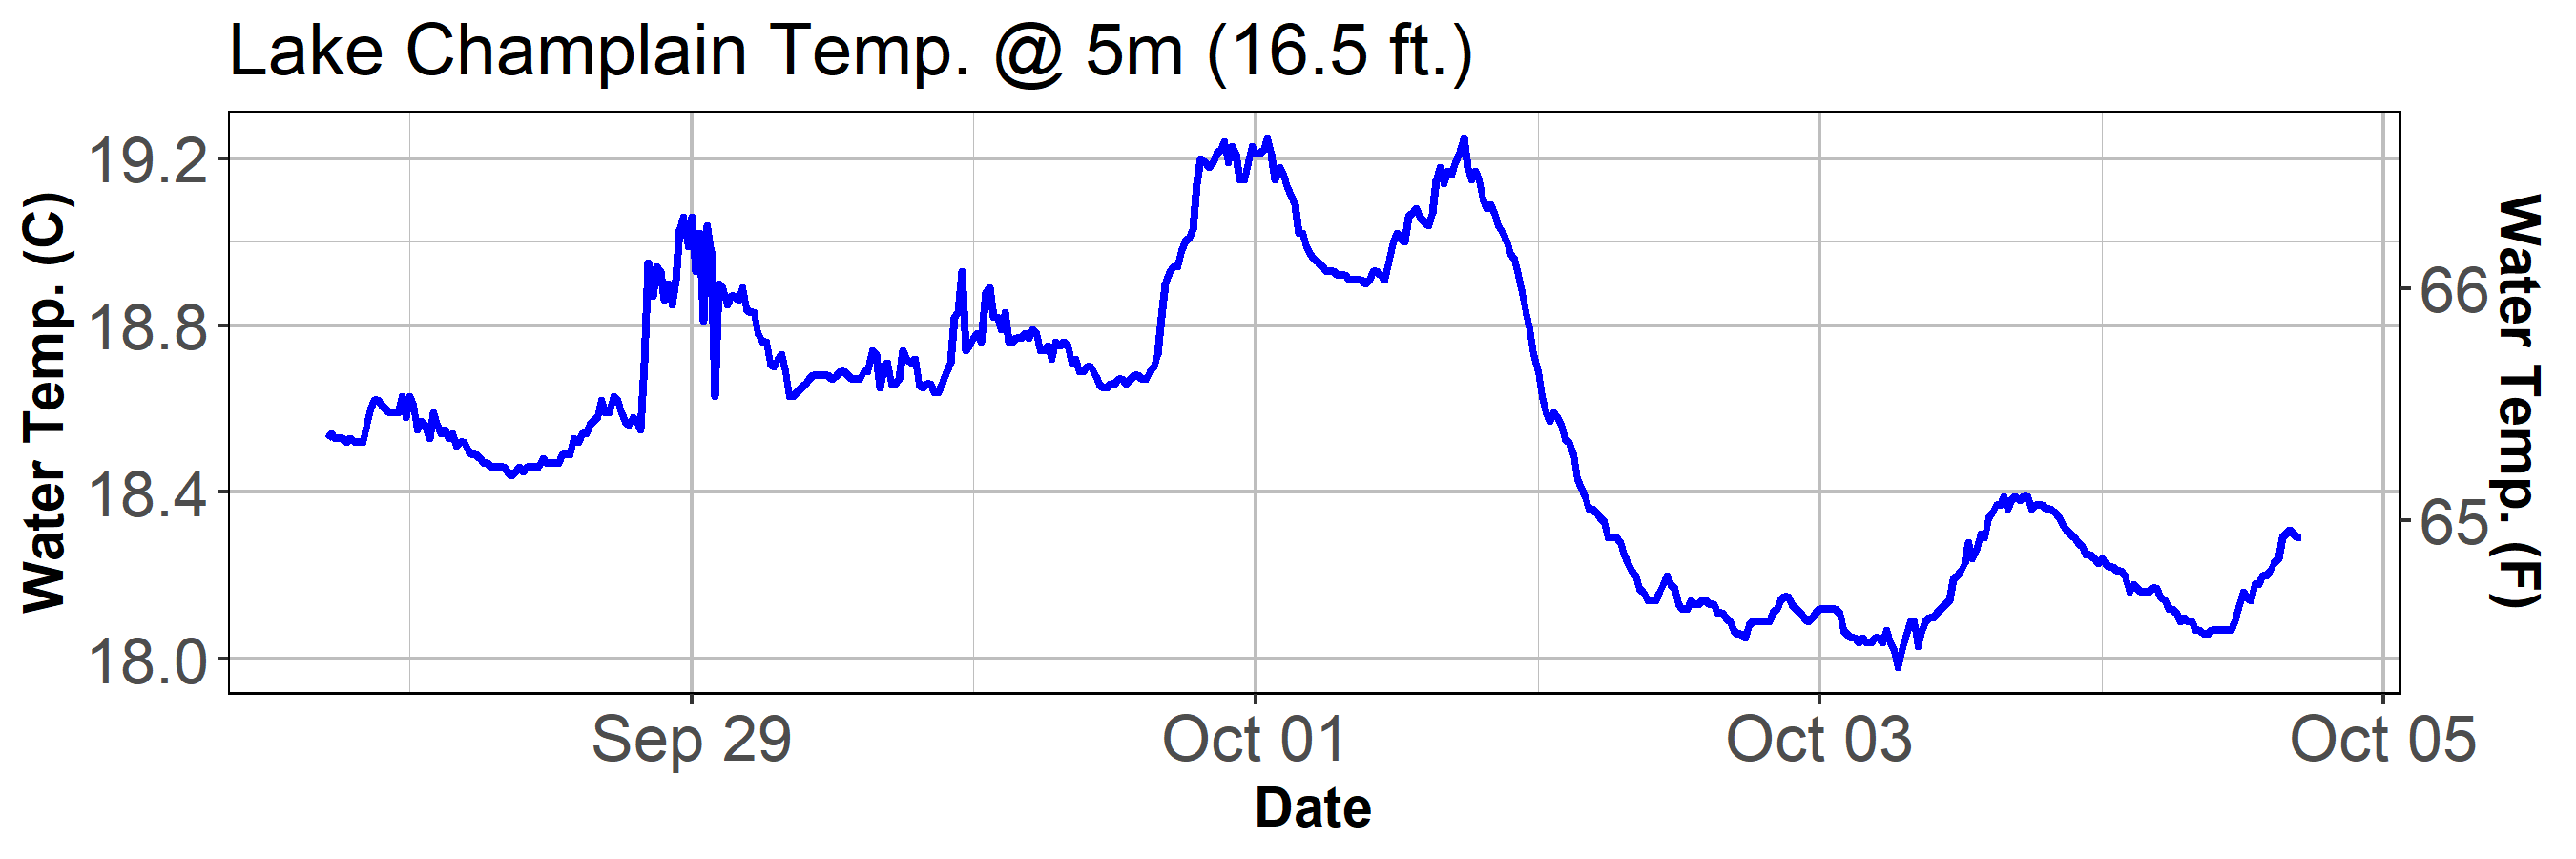 Lake Champlain Temp. @ 5m (16.5 ft.)
Water Temp. (C)
19.2
18.8
18.4
18.0
66
65
Water Temp. (F)
Sep 29
Oct 01
Oct 03
Oct 05
Date